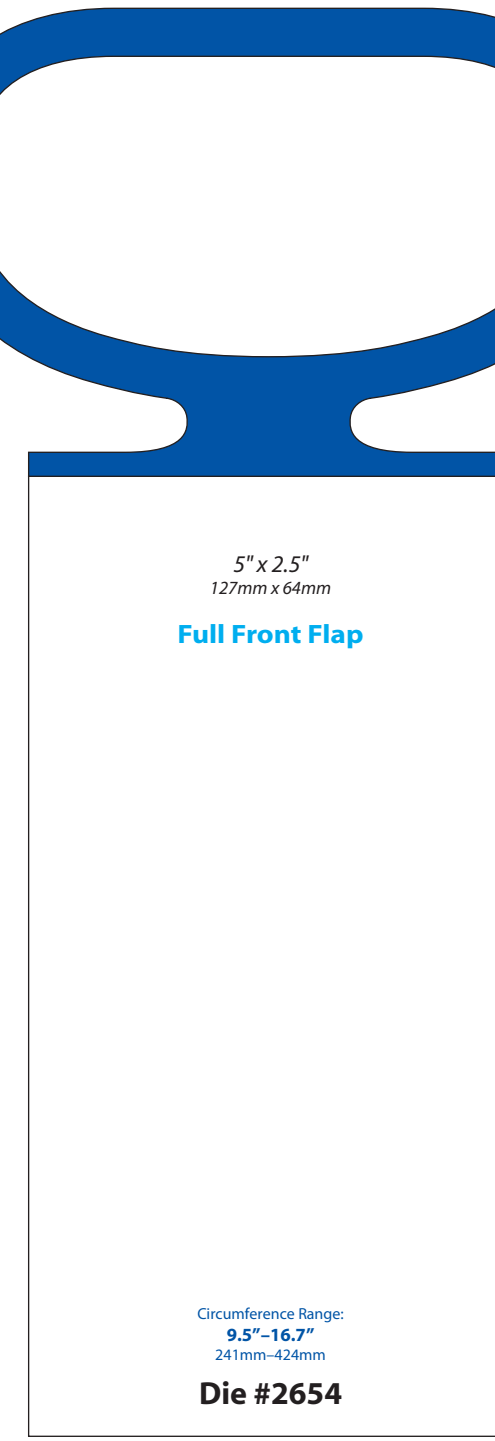 5" x 2.5"
127mm x 64mm
Full Front Flap
Circumference Range:
9.5"–16.7"
241mm–424mm
Die #2654